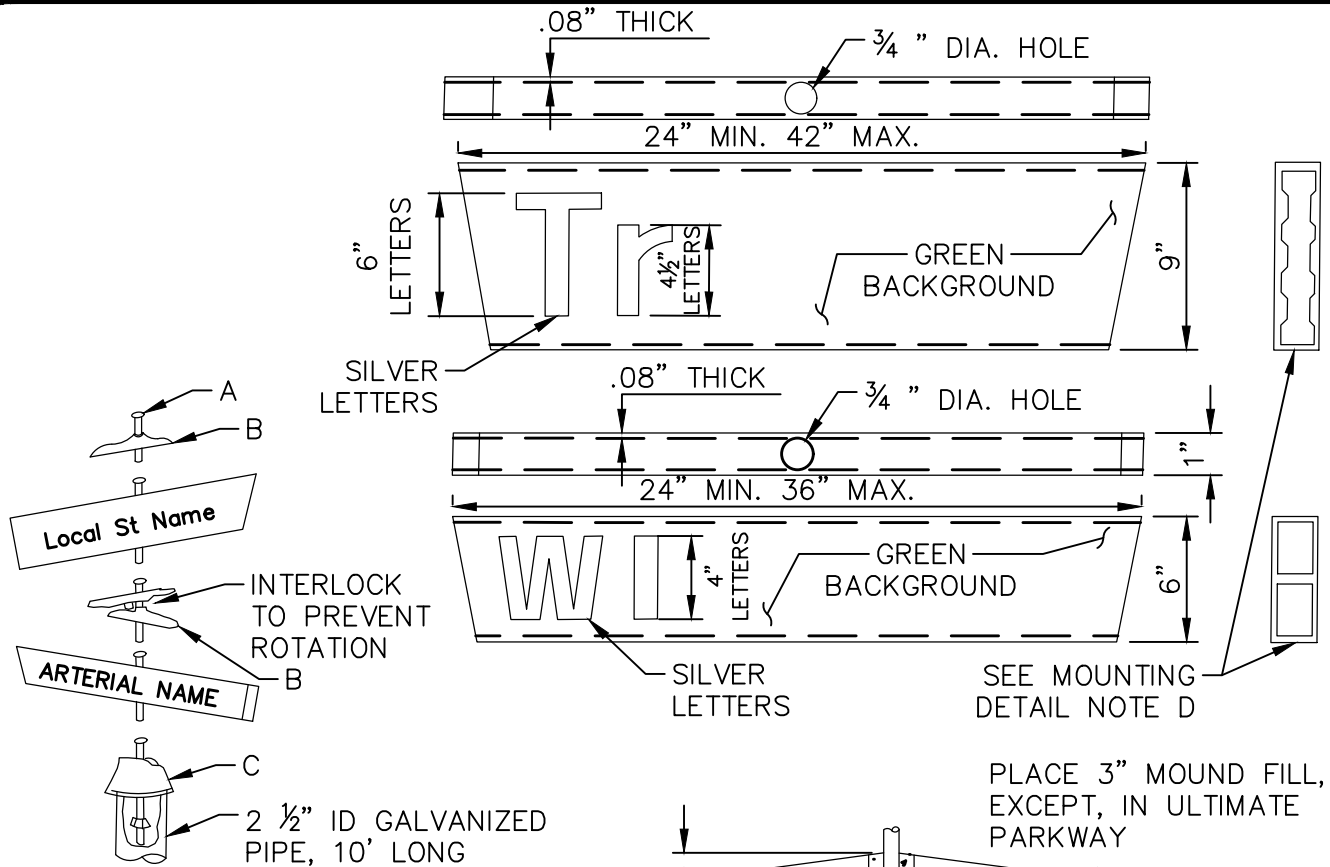 .08” THICK
¾ ” DIA. HOLE
24” MIN. 42” MAX.
6”
LETTERS
Tr
4½”
LETTERS
GREEN
BACKGROUND
9”
SILVER
LETTERS
.08” THICK
¾ ” DIA. HOLE
1”
24” MIN. 36” MAX.
Wl
4”
LETTERS
GREEN
BACKGROUND
6”
SILVER
LETTERS
SEE MOUNTING
DETAIL NOTE D
A
B
Local St Name
INTERLOCK
TO PREVENT
ROTATION
B
ARTERIAL NAME
C
2 ½” ID GALVANIZED
PIPE, 10’ LONG
PLACE 3” MOUND FILL,
EXCEPT, IN ULTIMATE
PARKWAY